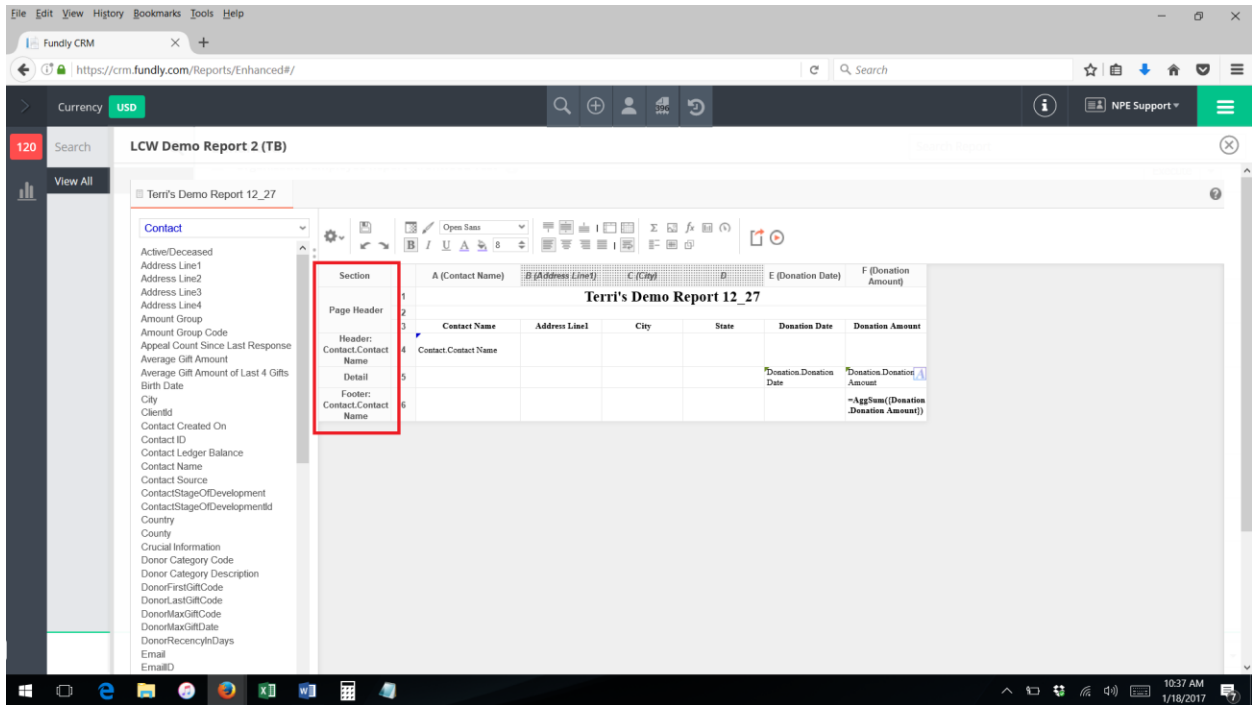 File Edit View History Bookmarks Tools Help
Fundly CRM
https://crm.fundly.com/Reports/Enhanced#/
Search
Currency USD
396
NPE Support
120
Search
LCW Demo Report 2 (TB)
View All
Terri's Demo Report 12_27
Contact
Open Sans
B I U A 8
Σ fx
Active/Deceased
Address Line1
Address Line2
Address Line3
Address Line4
Amount Group
Amount Group Code
Appeal Count Since Last Response
Average Gift Amount
Average Gift Amount of Last 4 Gifts
Birth Date
City
ClientId
Contact Created On
Contact ID
Contact Ledger Balance
Contact Name
Contact Source
ContactStageOfDevelopment
ContactStageOfDevelopmentId
Country
County
Crucial Information
Donor Category Code
Donor Category Description
DonorFirstGiftCode
DonorLastGiftCode
DonorMaxGiftCode
DonorMaxGiftDate
DonorRecencyInDays
Email
EmailID
Section A (Contact Name) B (Address Line1) C (City) D E (Donation Date) F (Donation
Amount)
Page Header
1 Terri's Demo Report 12_27
2
3 Contact Name Address Line1 City State Donation Date Donation Amount
Header:
Contact.Contact
Name
4 Contact.Contact Name
Detail
5 Donation.Donation
Date
Donation.Donation
Amount
A
Footer:
Contact.Contact
Name
6 =AggSum({Donation
.Donation Amount})
10:37 AM
1/18/2017
7